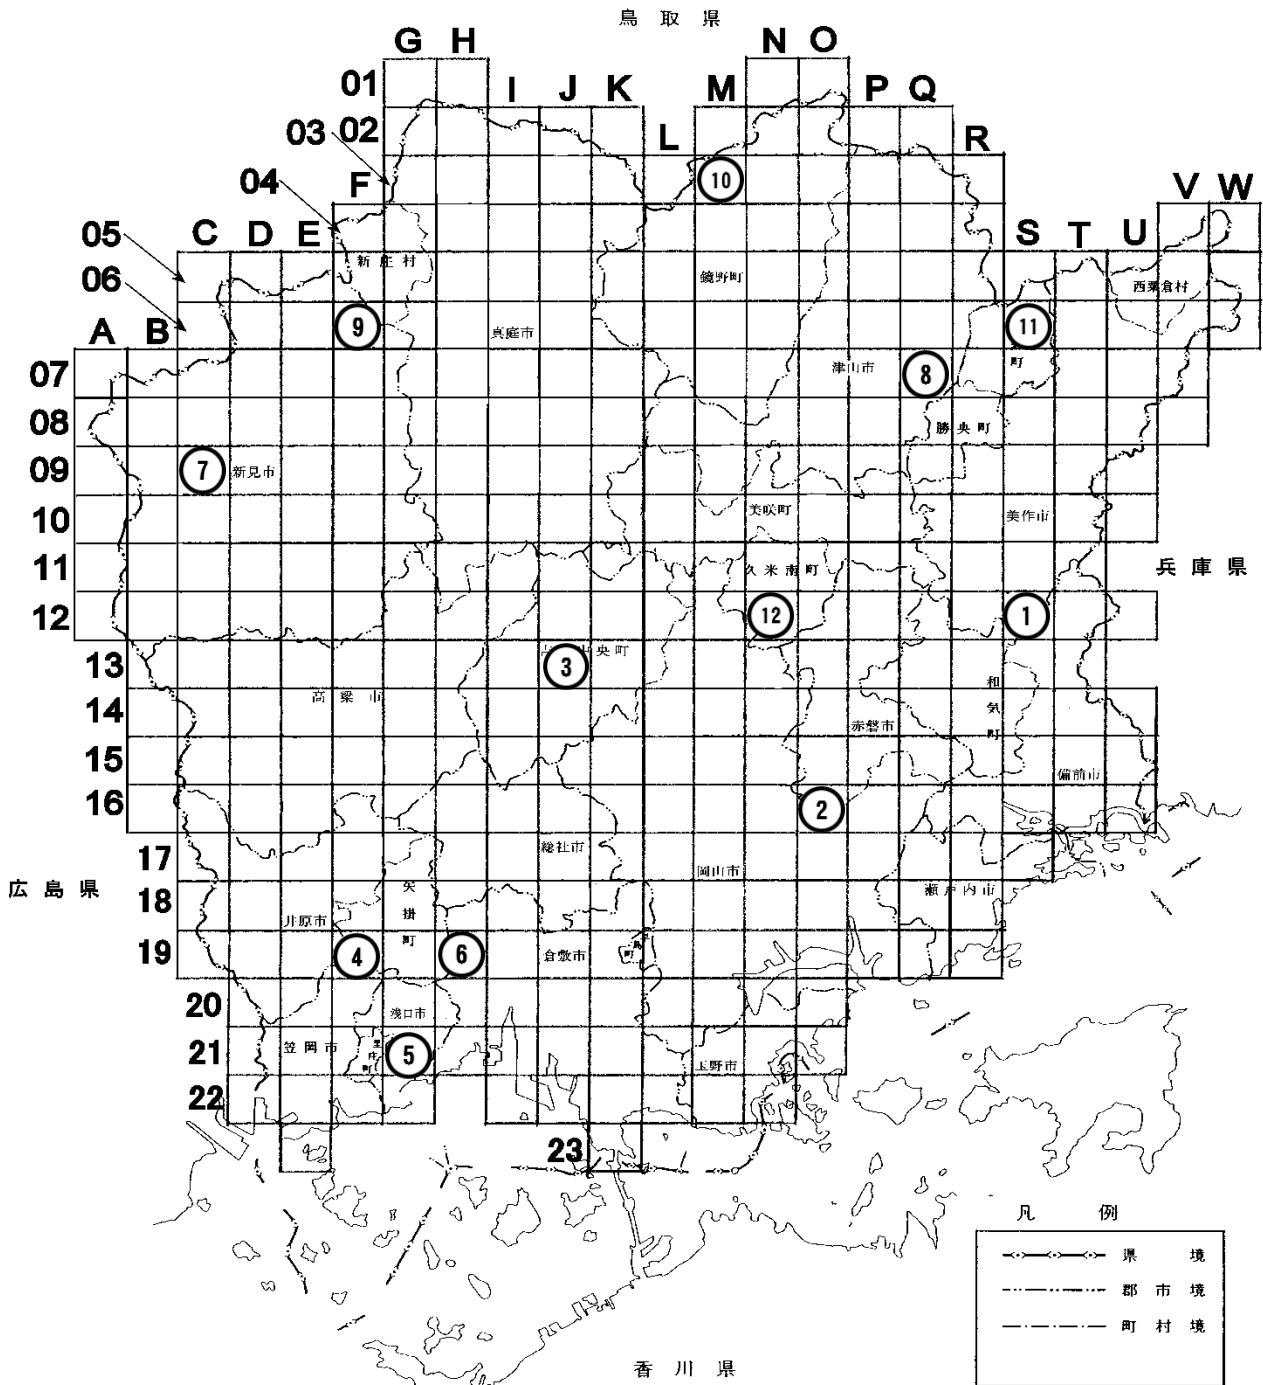 鳥 取 県
G H N O
01 I J K M P Q
03 02 L R
10
04 F V W
05 C D E S T U
新庄村 鏡野町 西粟倉村
06
A B 9 真庭市 11
07 津山市 8 町
08 勝央町
09 7 新見市
10 美咲町 美作市
11 久米南町 兵 庫 県
12 12 1
13 3 中央町
14 高 梁 市 赤磐市 和気町
15 備前市
16 2
17 総社市 岡山市
広 島 県
18 井原市 矢掛町 瀬戸内市
19 4 6 倉敷市 早島町
20 浅口市
21 笠岡市 里庄町 5 玉野市
22
23
凡 例
県 境
郡 市 境
町 村 境
香 川 県